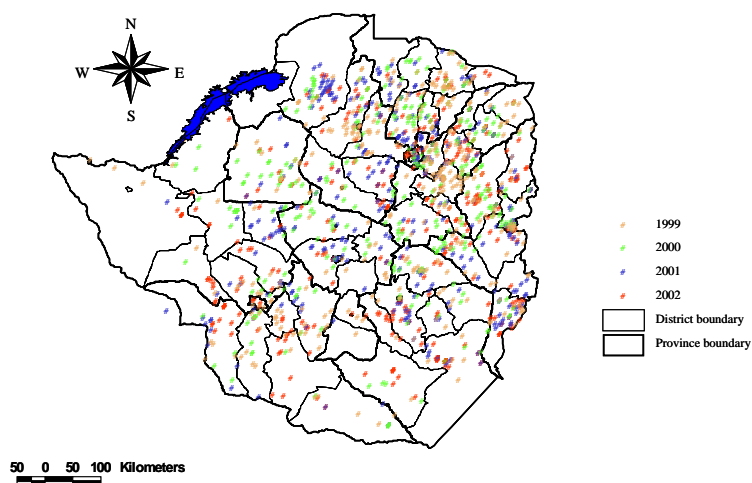 N
W E
S
1999
2000
2001
2002
District boundary
Province boundary
50 0 50 100 Kilometers